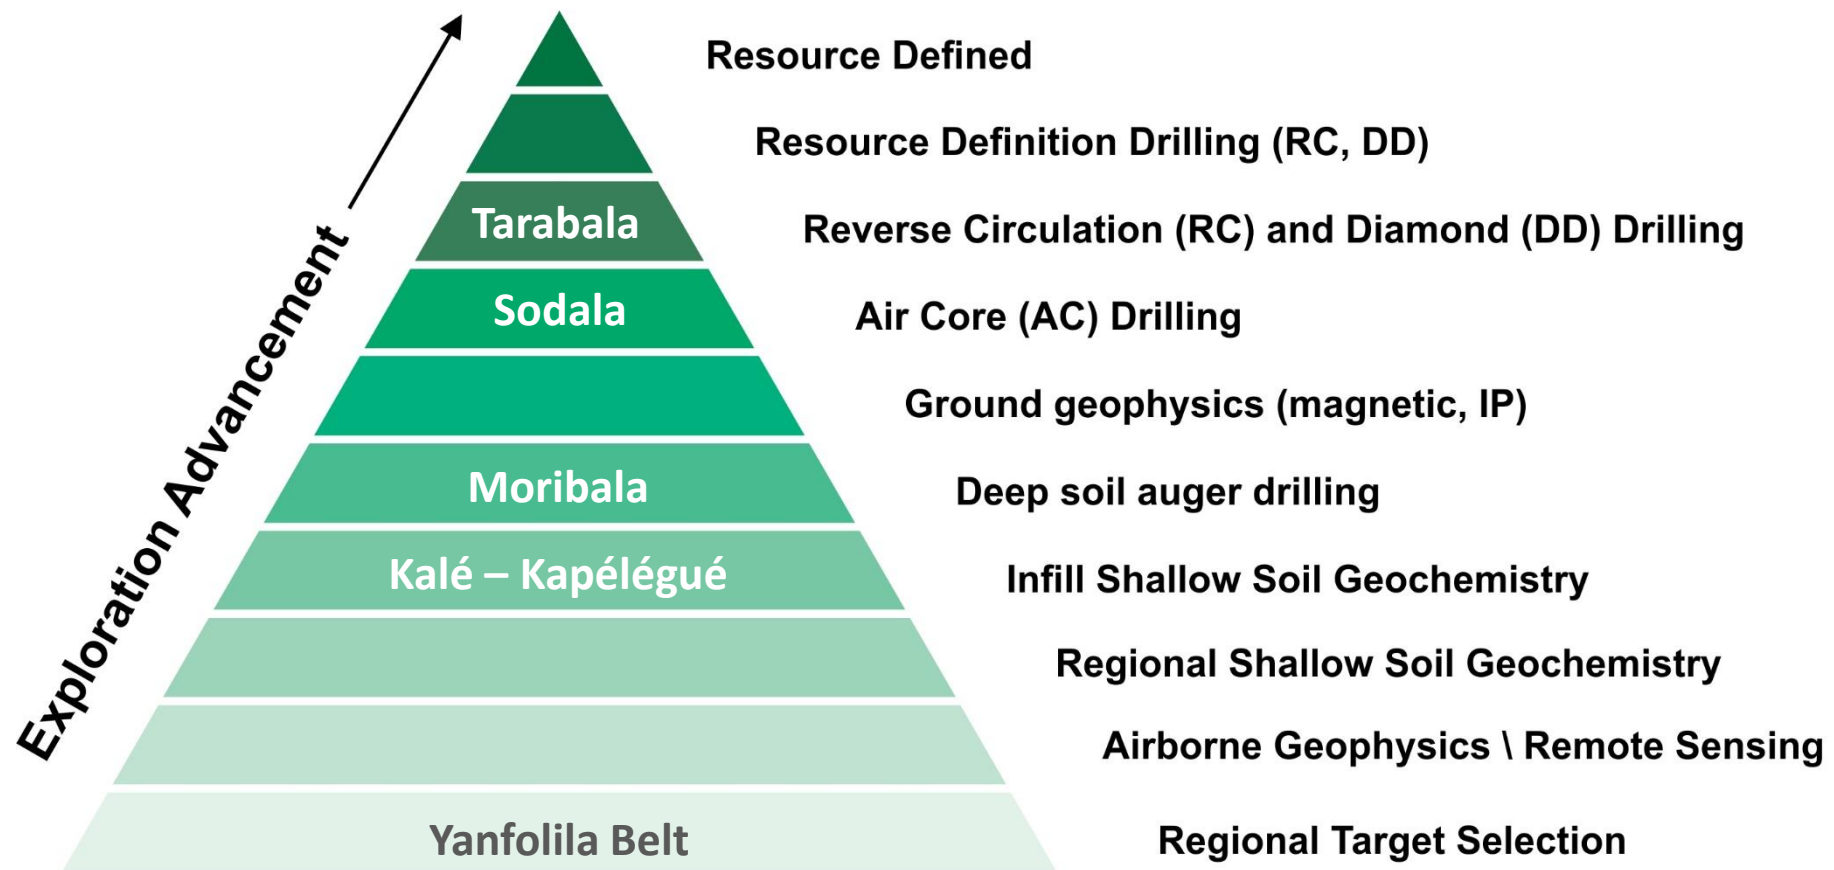 Exploration Advancement
Resource Defined
Resource Definition Drilling (RC, DD)
Tarabala
Reverse Circulation (RC) and Diamond (DD) Drilling
Sodala
Air Core (AC) Drilling
Ground geophysics (magnetic, IP)
Moribala
Deep soil auger drilling
Kalé – Kapélégué
Infill Shallow Soil Geochemistry
Regional Shallow Soil Geochemistry
Airborne Geophysics \ Remote Sensing
Yanfolila Belt
Regional Target Selection